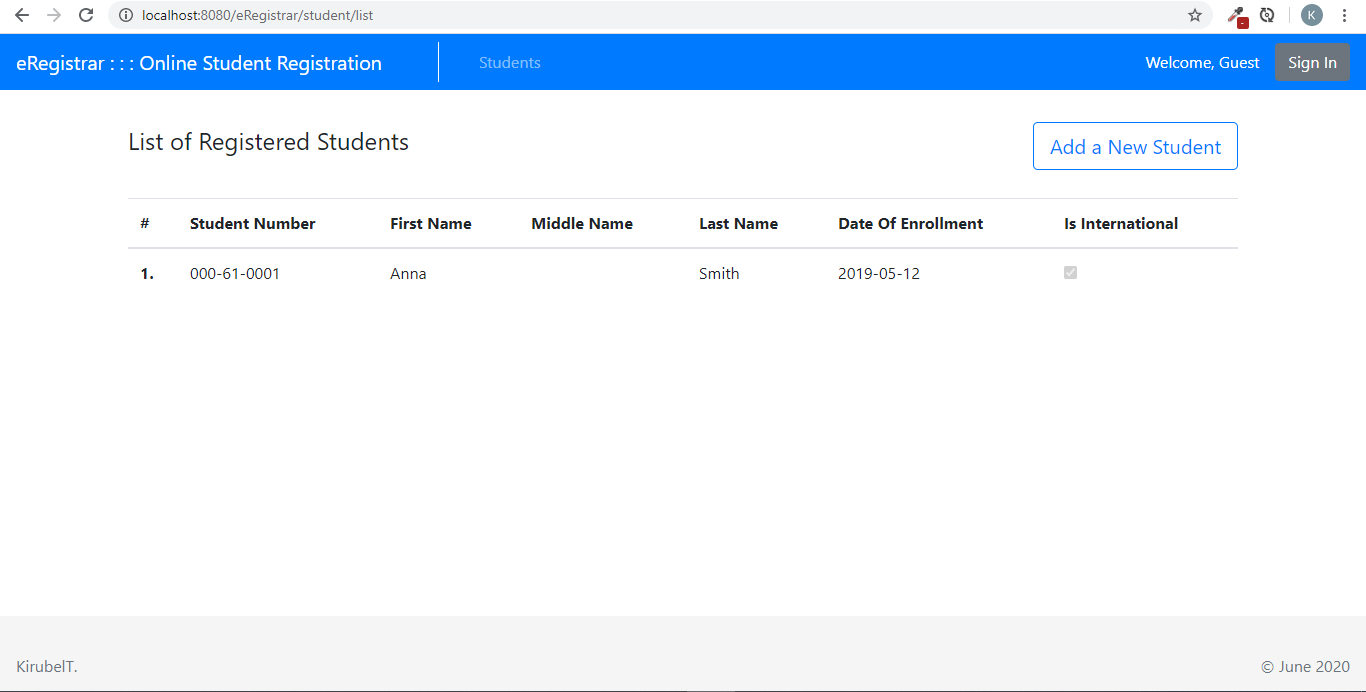 localhost:8080/eRegistrar/student/list
K
eRegistrar : : : Online Student Registration Students Welcome, Guest Sign In
List of Registered Students Add a New Student
# Student Number First Name Middle Name Last Name Date Of Enrollment Is International
1. 000-61-0001 Anna Smith 2019-05-12
KirubelT. © June 2020